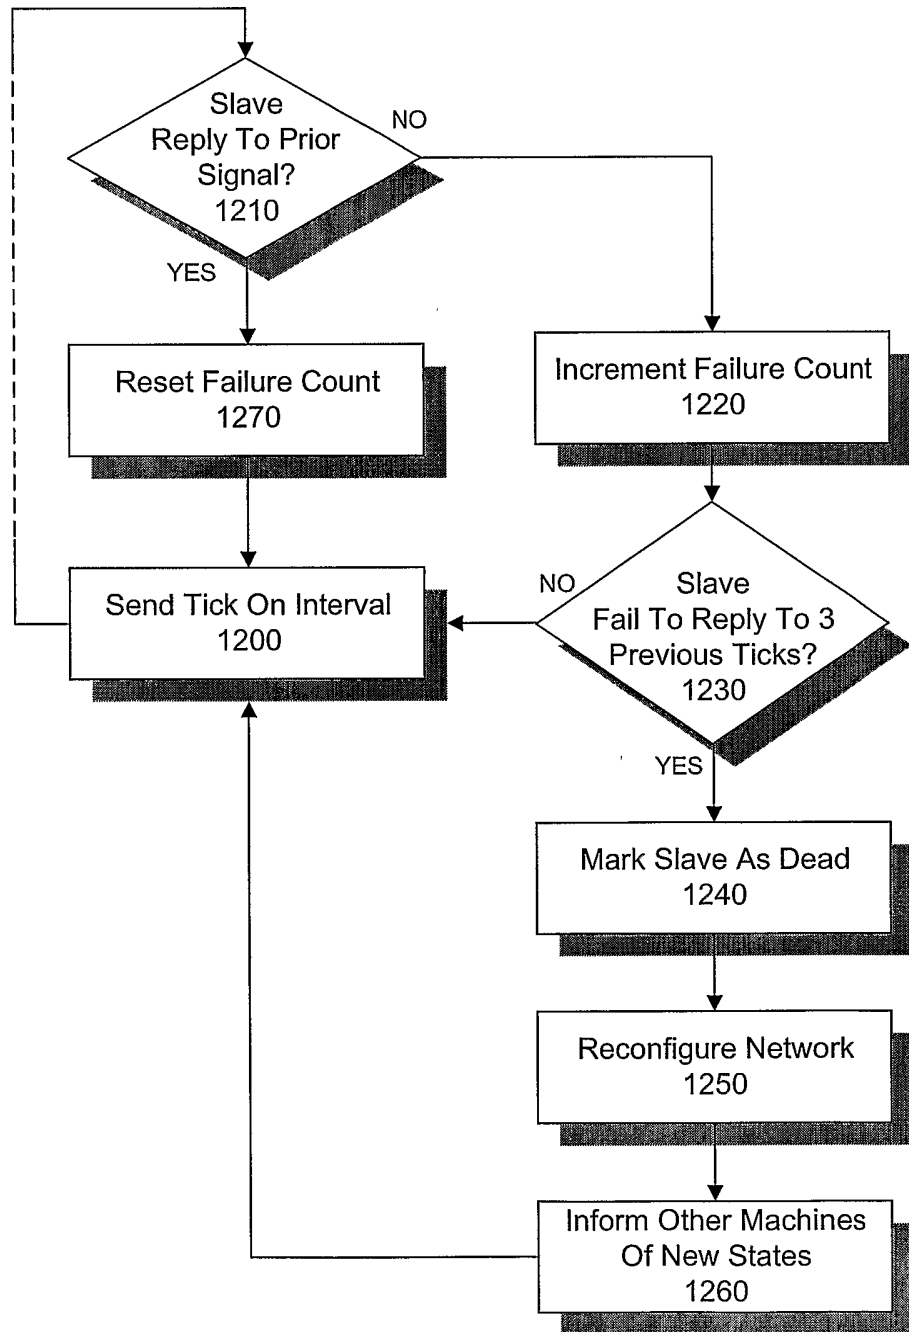 Slave
Reply To Prior
Signal?
1210
NO
YES
Reset Failure Count
1270
Increment Failure Count
1220
Send Tick On Interval
1200
NO
Slave
Fail To Reply To 3
Previous Ticks?
1230
YES
Mark Slave As Dead
1240
Reconfigure Network
1250
Inform Other Machines
Of New States
1260